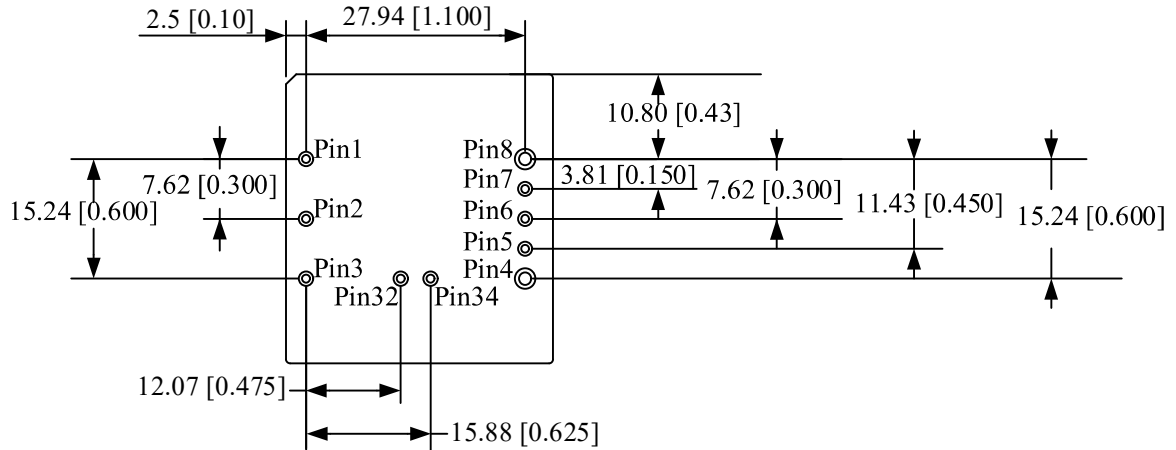 2.5 [0.10]
27.94 [1.100]
10.80 [0.43]
Pin1
Pin8
7.62 [0.300]
Pin7
3.81 [0.150]
7.62 [0.300]
15.24 [0.600]
Pin2
Pin6
11.43 [0.450]
15.24 [0.600]
Pin5
Pin3
Pin4
Pin32
Pin34
12.07 [0.475]
15.88 [0.625]